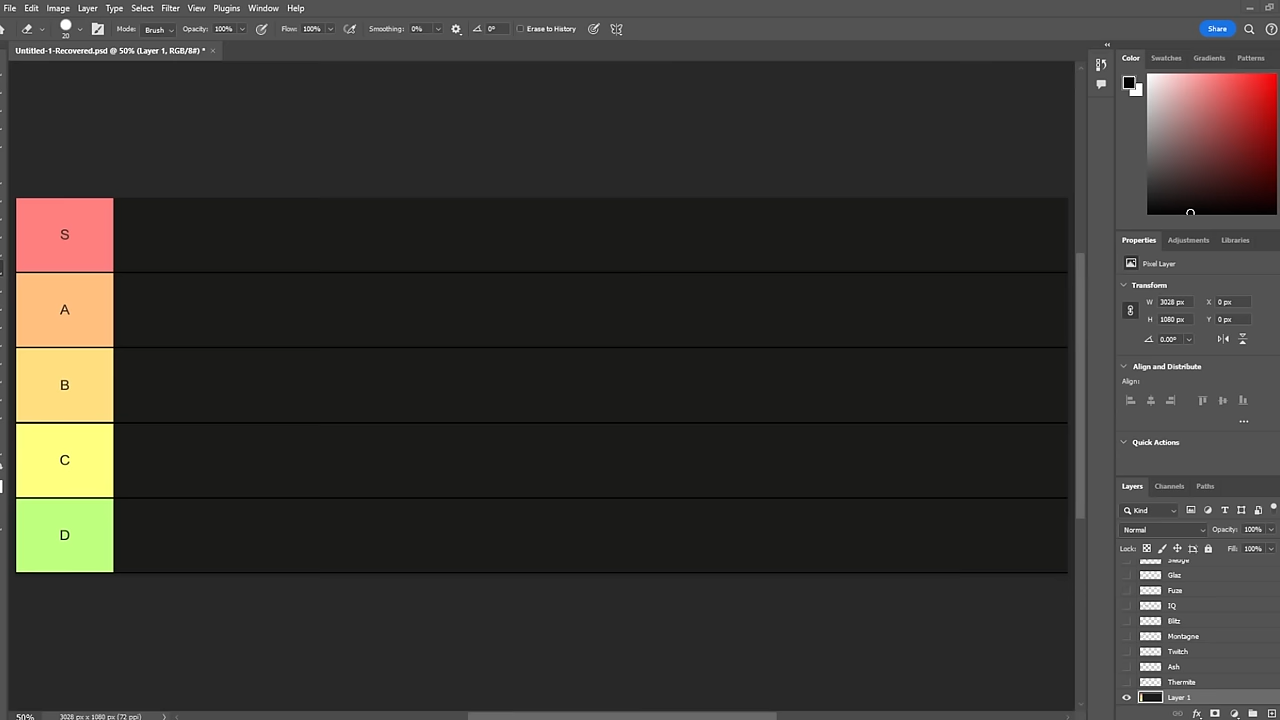 File Edit Image Layer Type Select Filter View Plugins Window Help
20 Mode: Brush Opacity: 100% Flow: 100% Smoothing: 0% 0° Erase to History Share
Untitled-1-Recovered.psd @ 50% (Layer 1, RGB/8#) * ×
Color Swatches Gradients Patterns
S
A
B
C
D
Properties Adjustments Libraries
Pixel Layer
Transform
W 3028 px X 0 px
H 1080 px Y 0 px
0.00°
Align and Distribute
Align:
Quick Actions
Layers Channels Paths
Kind
Normal Opacity: 100%
Lock: Fill: 100%
Glaz
Fuze
IQ
Blitz
Montagne
Twitch
Ash
Thermite
Layer 1
50% 3028 px x 1080 px (72 ppi)